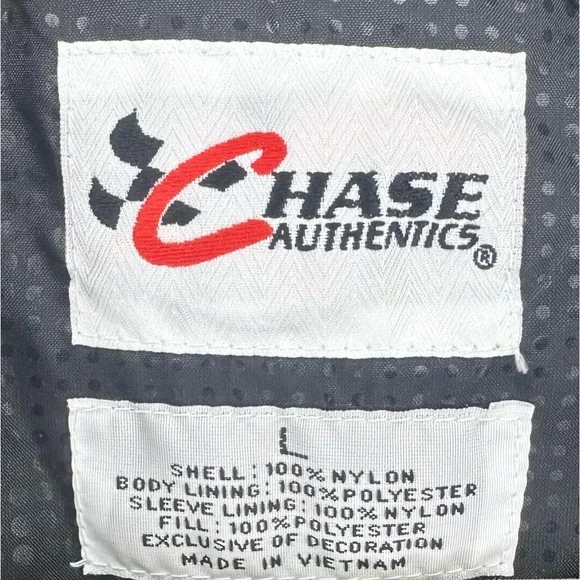 CHASE
AUTHENTICS®
L
SHELL: 100% NYLON
BODY LINING: 100% POLYESTER
SLEEVE LINING: 100% NYLON
FILL: 100% POLYESTER
EXCLUSIVE OF DECORATION
MADE IN VIETNAM